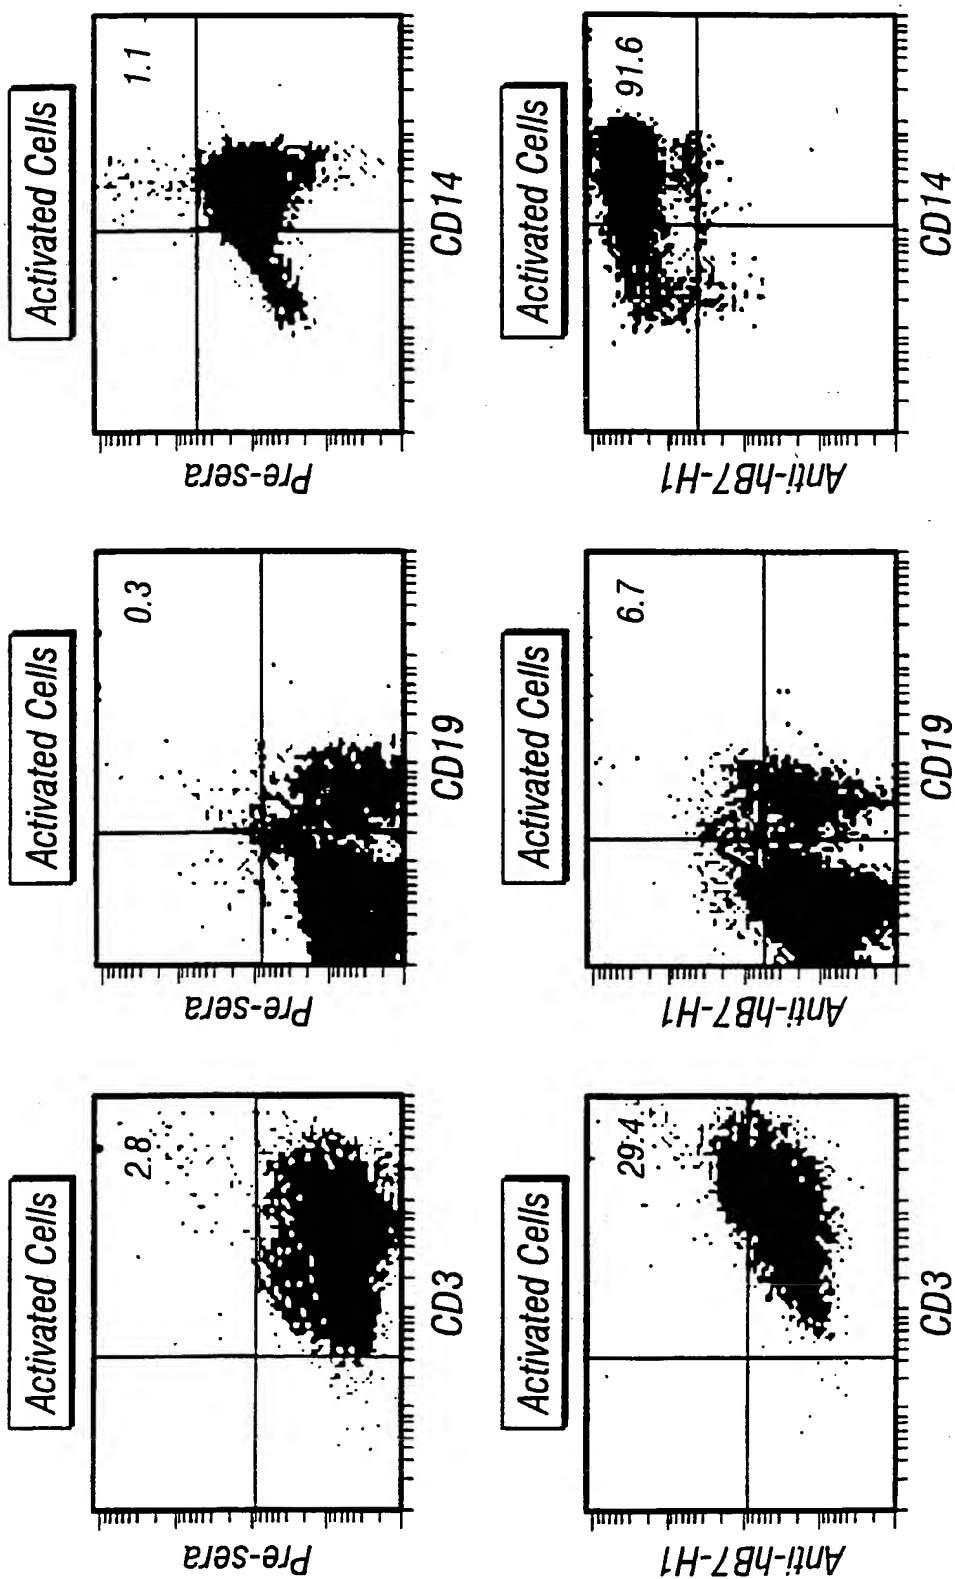 Activated Cells
Activated Cells
Activated Cells
Pre-sera
2.8
Pre-sera
0.3
Pre-sera
1.1
CD3
CD19
CD14
Activated Cells
Activated Cells
Activated Cells
Anti-hB7-H1
29.4
Anti-hB7-H1
6.7
Anti-hB7-H1
91.6
CD3
CD19
CD14